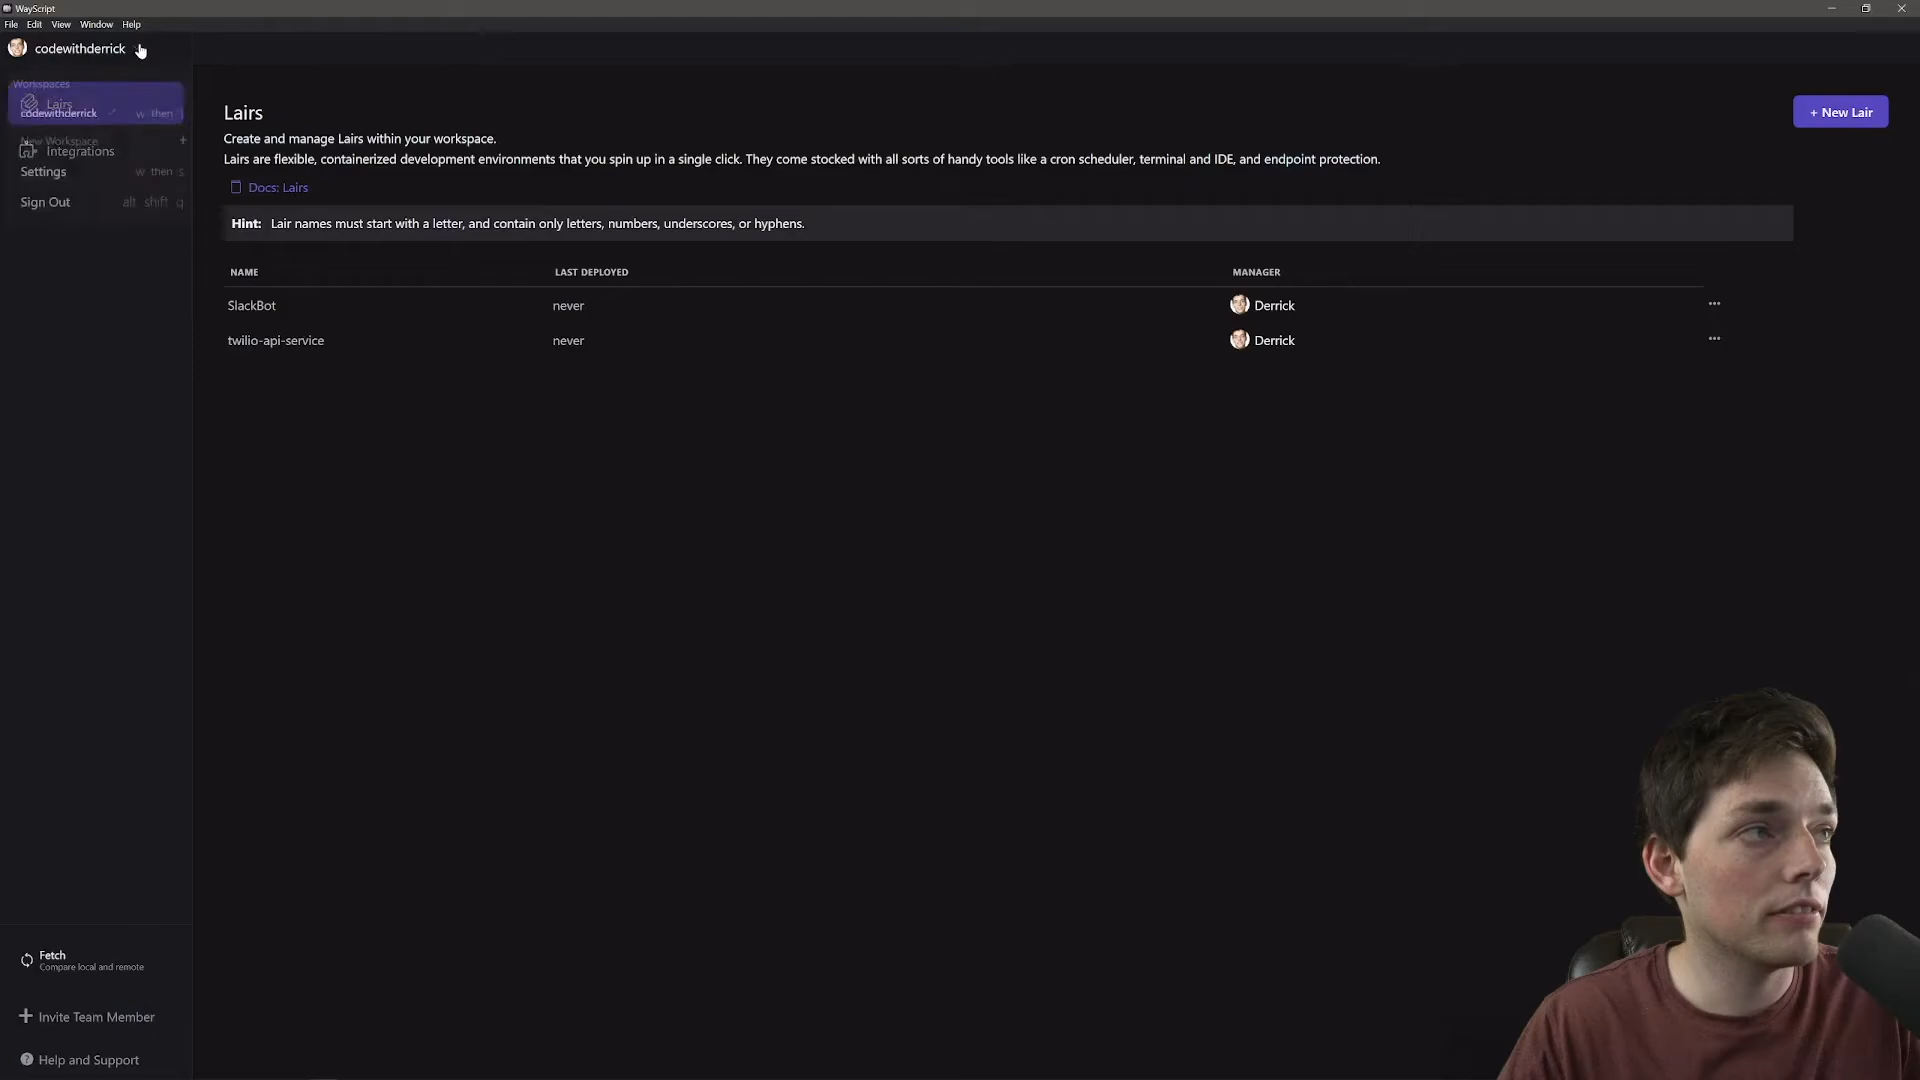 WayScript
File Edit View Window Help
codewithderrick
Workspaces
Lairs
codewithderrick w then
New Workspace +
Integrations
Settings w then s
Sign Out alt shift q
Lairs
+ New Lair
Create and manage Lairs within your workspace.
Lairs are flexible, containerized development environments that you spin up in a single click. They come stocked with all sorts of handy tools like a cron scheduler, terminal and IDE, and endpoint protection.
Docs: Lairs
Hint: Lair names must start with a letter, and contain only letters, numbers, underscores, or hyphens.
NAME LAST DEPLOYED MANAGER
SlackBot never Derrick
twilio-api-service never Derrick
Fetch
Compare local and remote
Invite Team Member
Help and Support